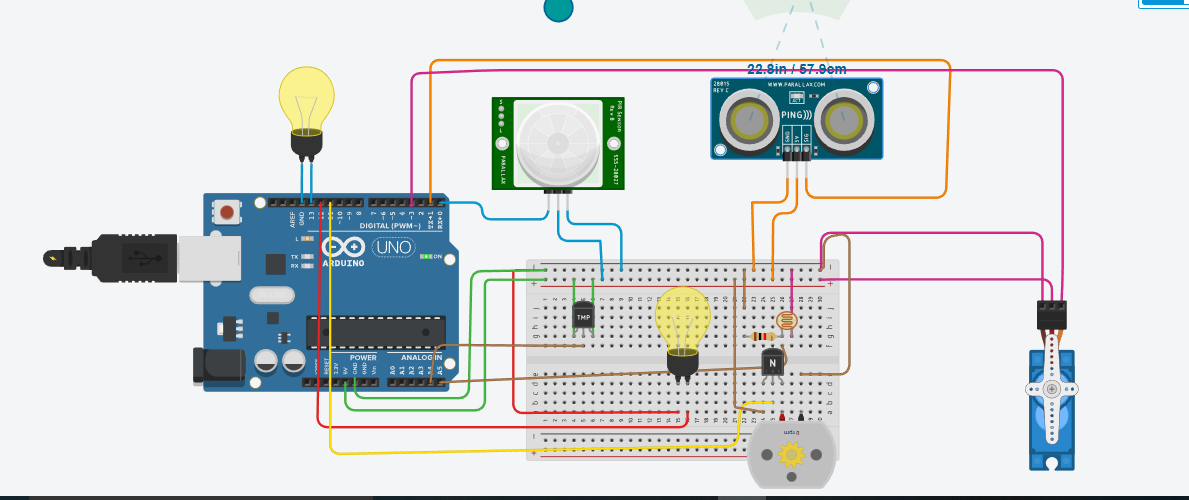 22.8in / 57.9cm
28015
REV C
WWW.PARALLAX.COM
PING)))
GND
5V
SIG
PIR Sensor
Rev B
PARALLAX
555-28027
AREF
GND
13
~11
~10
~9
8
7
~6
~5
4
~3
2
TX→1
RX←0
DIGITAL (PWM~)
L
TX
RX
ARDUINO
UNO
ON
POWER
ANALOG IN
RESET
3.3V
5V
GND
GND
Vin
A0
A1
A2
A3
A4
A5
TMP
N
0 rpm